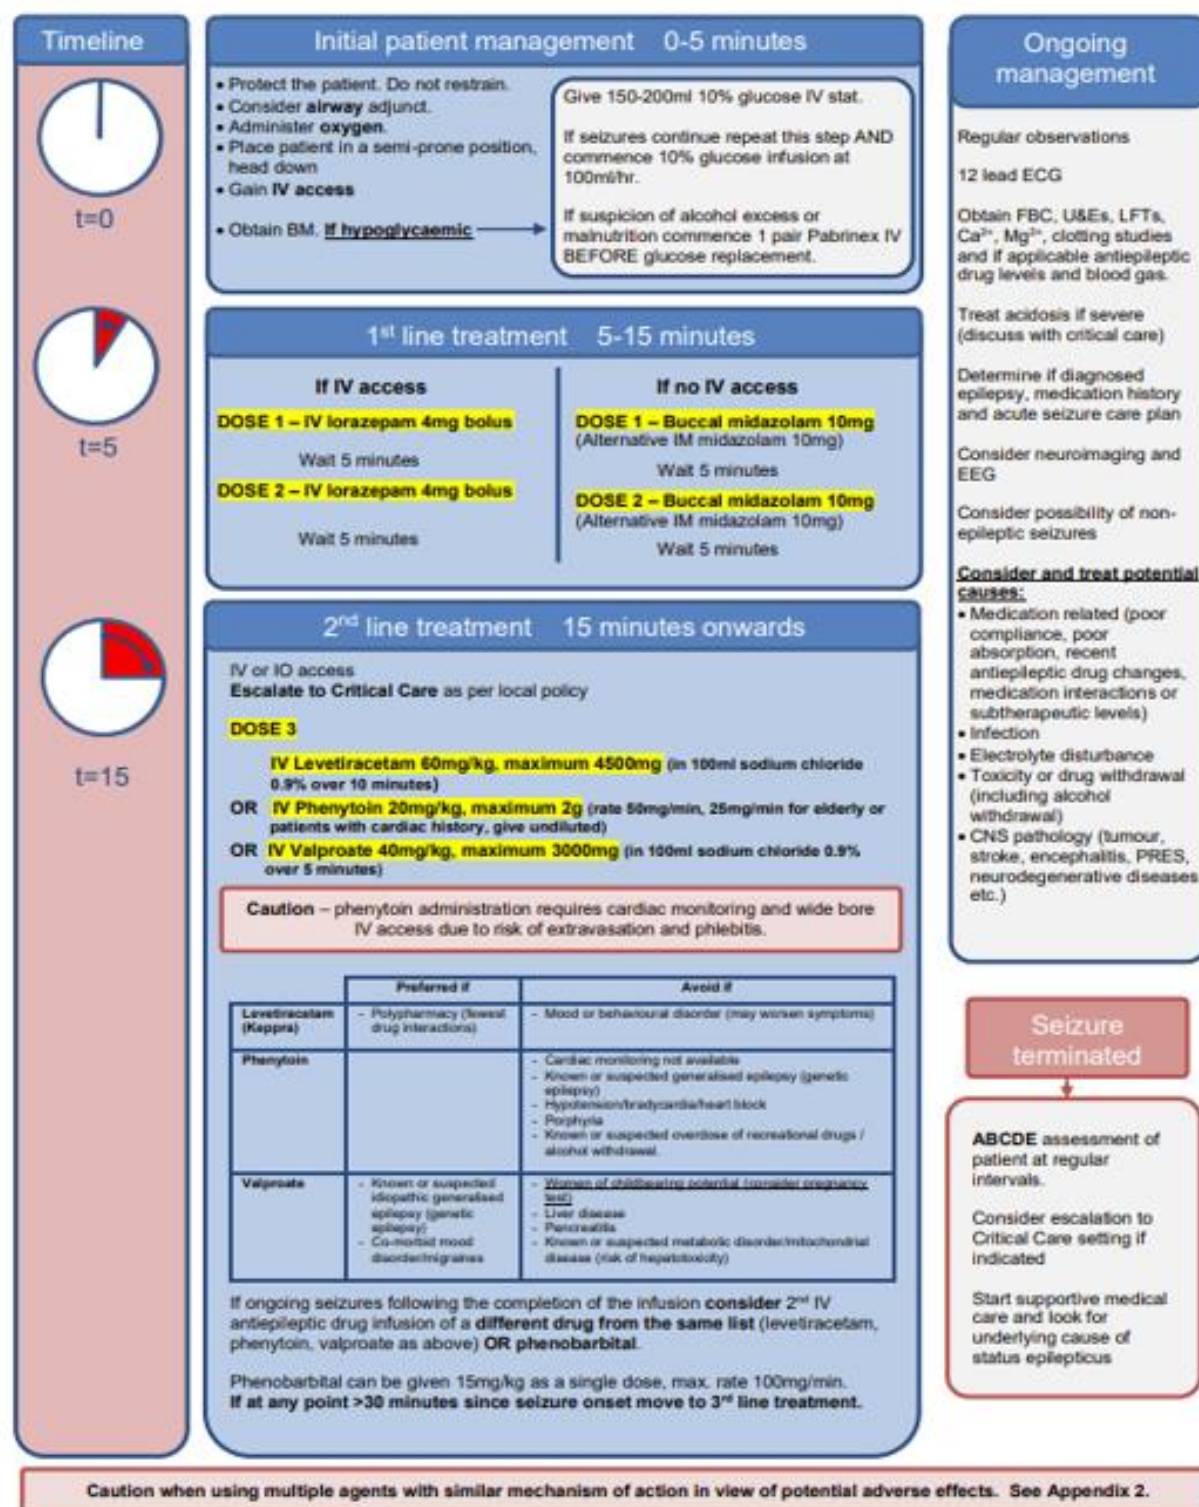 Timeline
t=0
t=5
t=15
Initial patient management 0-5 minutes
• Protect the patient. Do not restrain.
• Consider airway adjunct.
• Administer oxygen.
• Place patient in a semi-prone position,
head down
• Gain IV access
• Obtain BM. If hypoglycaemic
Give 150-200ml 10% glucose IV stat.
If seizures continue repeat this step AND
commence 10% glucose infusion at
100ml/hr.
If suspicion of alcohol excess or
malnutrition commence 1 pair Pabrinex IV
BEFORE glucose replacement.
1st line treatment 5-15 minutes
If IV access
DOSE 1 – IV lorazepam 4mg bolus
Wait 5 minutes
DOSE 2 – IV lorazepam 4mg bolus
Wait 5 minutes
If no IV access
DOSE 1 – Buccal midazolam 10mg
(Alternative IM midazolam 10mg)
Wait 5 minutes
DOSE 2 – Buccal midazolam 10mg
(Alternative IM midazolam 10mg)
Wait 5 minutes
2nd line treatment 15 minutes onwards
IV or IO access
Escalate to Critical Care as per local policy
DOSE 3
IV Levetiracetam 60mg/kg, maximum 4500mg (in 100ml sodium chloride
0.9% over 10 minutes)
OR IV Phenytoin 20mg/kg, maximum 2g (rate 50mg/min, 25mg/min for elderly or
patients with cardiac history, give undiluted)
OR IV Valproate 40mg/kg, maximum 3000mg (in 100ml sodium chloride 0.9%
over 5 minutes)
Caution – phenytoin administration requires cardiac monitoring and wide bore
IV access due to risk of extravasation and phlebitis.
Preferred if
Avoid if
Levetiracetam
(Keppra)
- Polypharmacy (fewest
drug interactions)
- Mood or behavioural disorder (may worsen symptoms)
Phenytoin
- Cardiac monitoring not available
- Known or suspected generalised epilepsy (genetic
epilepsy)
- Hypotension/bradycardia/heart block
- Porphyria
- Known or suspected overdose of recreational drugs /
alcohol withdrawal.
Valproate
- Known or suspected
idiopathic generalised
epilepsy (genetic
epilepsy)
- Co-morbid mood
disorder/migraines
- Women of childbearing potential (consider pregnancy
test)
- Liver disease
- Pancreatitis
- Known or suspected metabolic disorder/mitochondrial
disease (risk of hepatotoxicity)
If ongoing seizures following the completion of the infusion consider 2nd IV
antiepileptic drug infusion of a different drug from the same list (levetiracetam,
phenytoin, valproate as above) OR phenobarbital.
Phenobarbital can be given 15mg/kg as a single dose, max. rate 100mg/min.
If at any point >30 minutes since seizure onset move to 3rd line treatment.
Ongoing
management
Regular observations
12 lead ECG
Obtain FBC, U&Es, LFTs,
Ca2+, Mg2+, clotting studies
and if applicable antiepileptic
drug levels and blood gas.
Treat acidosis if severe
(discuss with critical care)
Determine if diagnosed
epilepsy, medication history
and acute seizure care plan
Consider neuroimaging and
EEG
Consider possibility of non-
epileptic seizures
Consider and treat potential
causes:
• Medication related (poor
compliance, poor
absorption, recent
antiepileptic drug changes,
medication interactions or
subtherapeutic levels)
• Infection
• Electrolyte disturbance
• Toxicity or drug withdrawal
(including alcohol
withdrawal)
• CNS pathology (tumour,
stroke, encephalitis, PRES,
neurodegenerative diseases
etc.)
Seizure
terminated
ABCDE assessment of
patient at regular
intervals.
Consider escalation to
Critical Care setting if
indicated
Start supportive medical
care and look for
underlying cause of
status epilepticus
Caution when using multiple agents with similar mechanism of action in view of potential adverse effects. See Appendix 2.